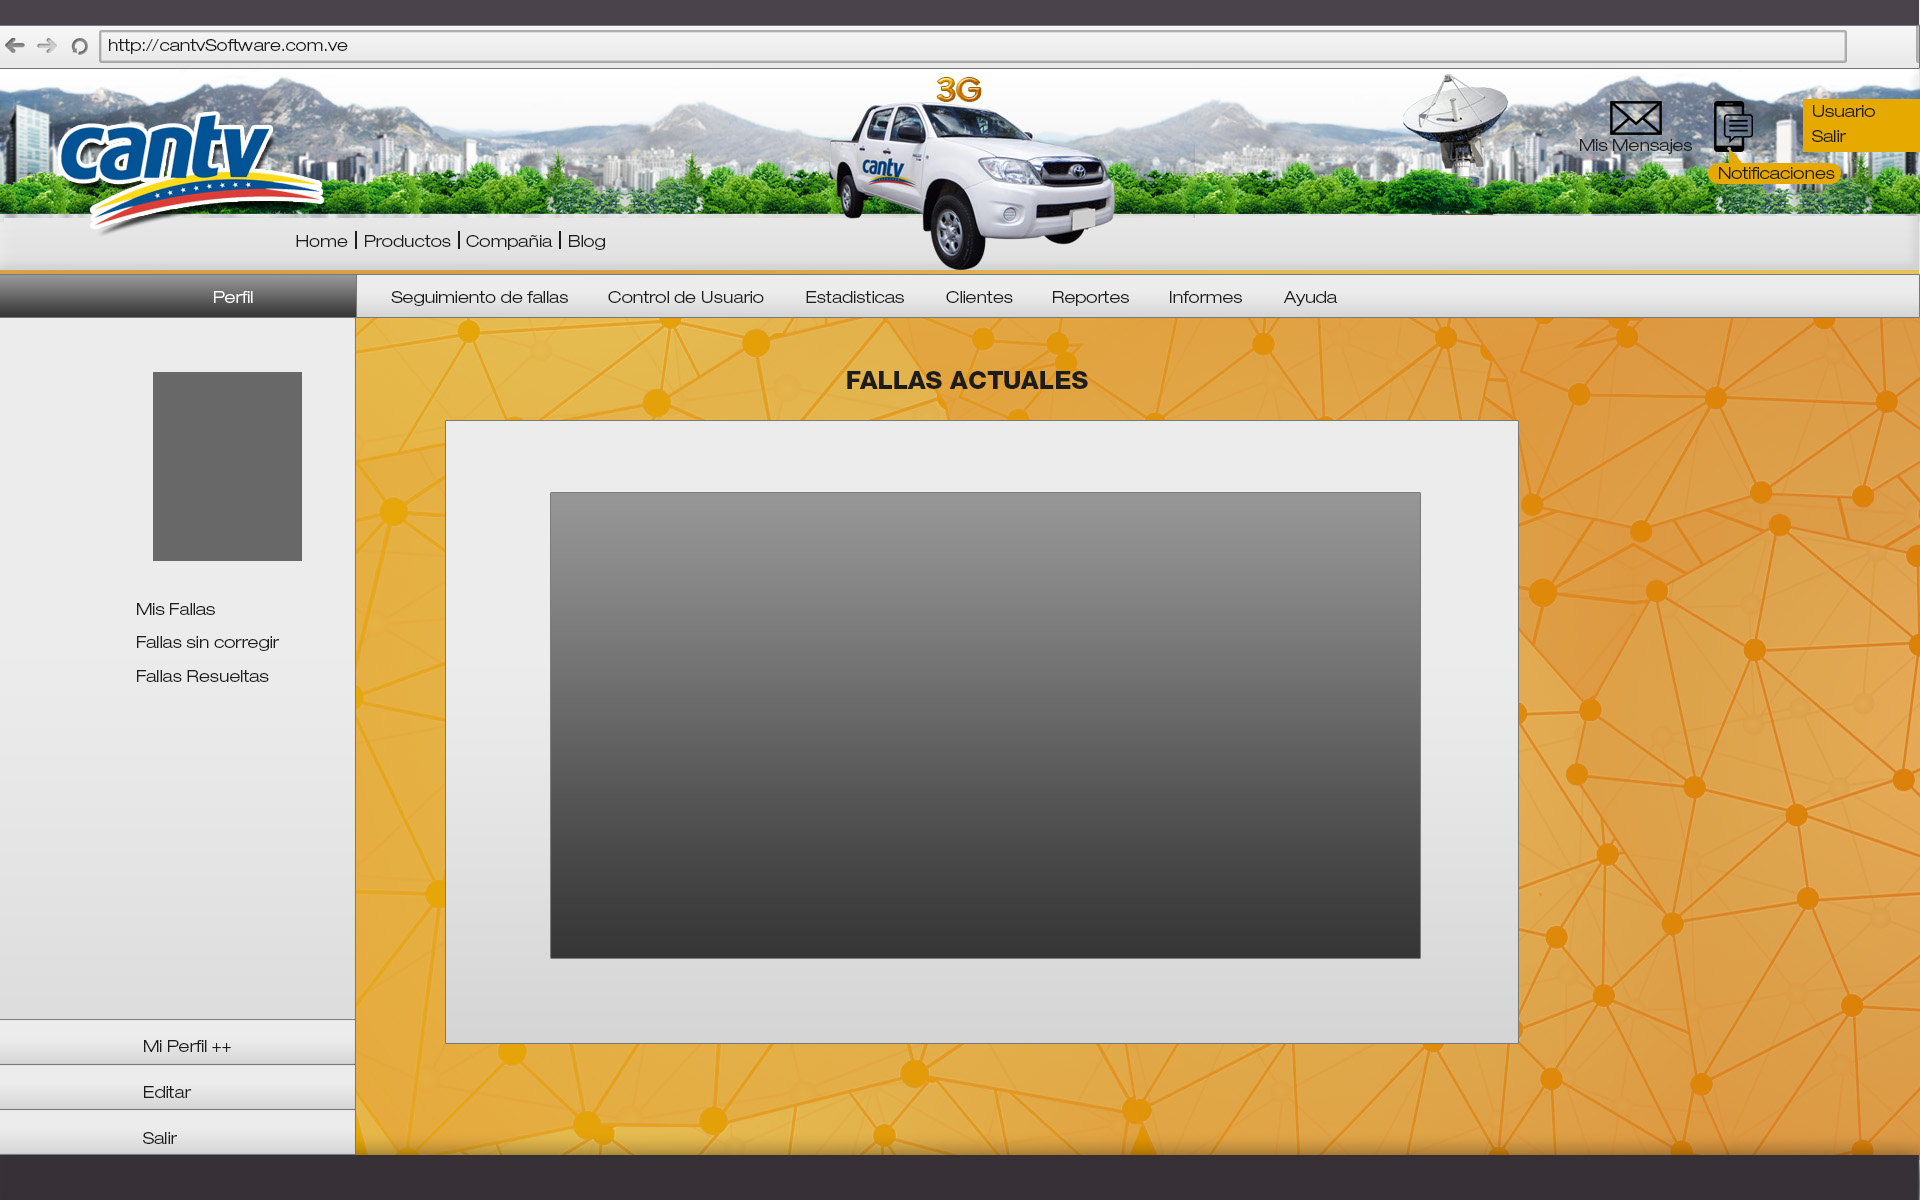 http://cantvSoftware.com.ve
3G
cantv
cantv
Usuario
Salir
Mis Mensajes
Notificaciones
Home | Productos | Compañia | Blog
Perfil
Seguimiento de fallas
Control de Usuario
Estadisticas
Clientes
Reportes
Informes
Ayuda
FALLAS ACTUALES
Mis Fallas
Fallas sin corregir
Fallas Resueltas
Mi Perfil ++
Editar
Salir